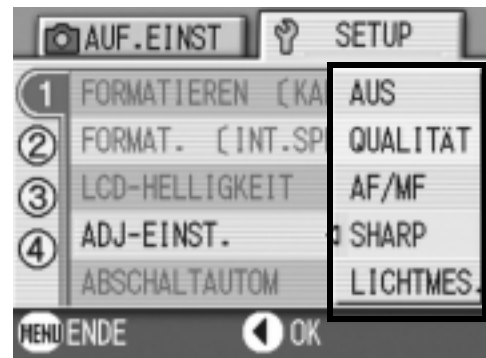 AUF.EINST SETUP
1 FORMATIEREN [KA AUS
2 FORMAT. [INT.SPE QUALITÄT
3 LCD-HELLIGKEIT AF/MF
4 ADJ-EINST. SHARP
ABSCHALTAUTOM LICHTMES.
MENU ENDE OK